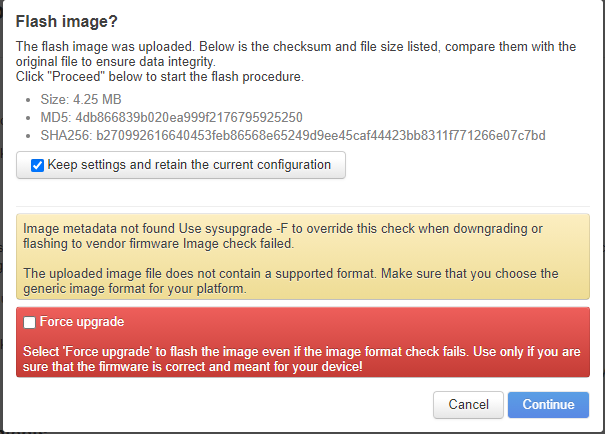 Flash image?
The flash image was uploaded. Below is the checksum and file size listed, compare them with the
original file to ensure data integrity.
Click "Proceed" below to start the flash procedure.
Size: 4.25 MB
MD5: 4db866839b020ea999f2176795925250
SHA256: b270992616640453feb86568e65249d9ee45caf44423bb8311f771266e07c7bd
Keep settings and retain the current configuration
Image metadata not found Use sysupgrade -F to override this check when downgrading or
flashing to vendor firmware Image check failed.
The uploaded image file does not contain a supported format. Make sure that you choose the
generic image format for your platform.
Force upgrade
Select 'Force upgrade' to flash the image even if the image format check fails. Use only if you are
sure that the firmware is correct and meant for your device!
Cancel
Continue